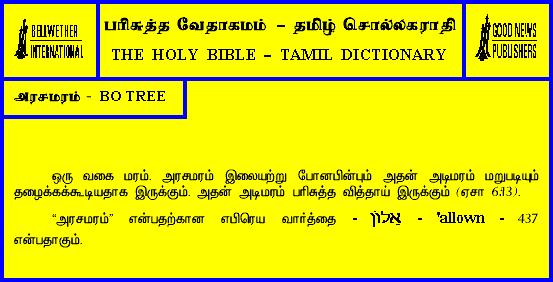 BELLWETHER
INTERNATIONAL
பரிசுத்த வேதாகமம் – தமிழ் சொல்லகராதி
THE HOLY BIBLE – TAMIL DICTIONARY
GOOD NEWS
PUBLISHERS
அரசமரம் - BO TREE
ஒரு வகை மரம். அரசமரம் இலையற்று போனபின்பும் அதன் அடிமரம் மறுபடியும்
தழைக்கக்கூடியதாக இருக்கும். அதன் அடிமரம் பரிசுத்த வித்தாய் இருக்கும் (ஏசா 6:13).
“அரசமரம்” என்பதற்கான எபிரெய வார்த்தை - אַלּוֹן - 'allown - 437
என்பதாகும்.